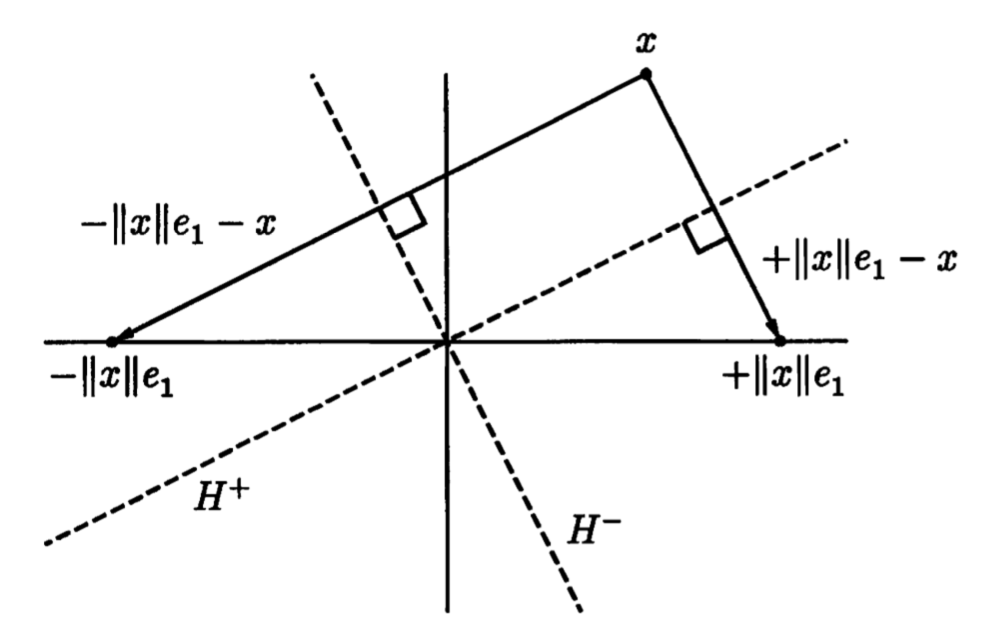 x
−‖x‖e₁ − x
+‖x‖e₁ − x
−‖x‖e₁
+‖x‖e₁
H⁺
H⁻